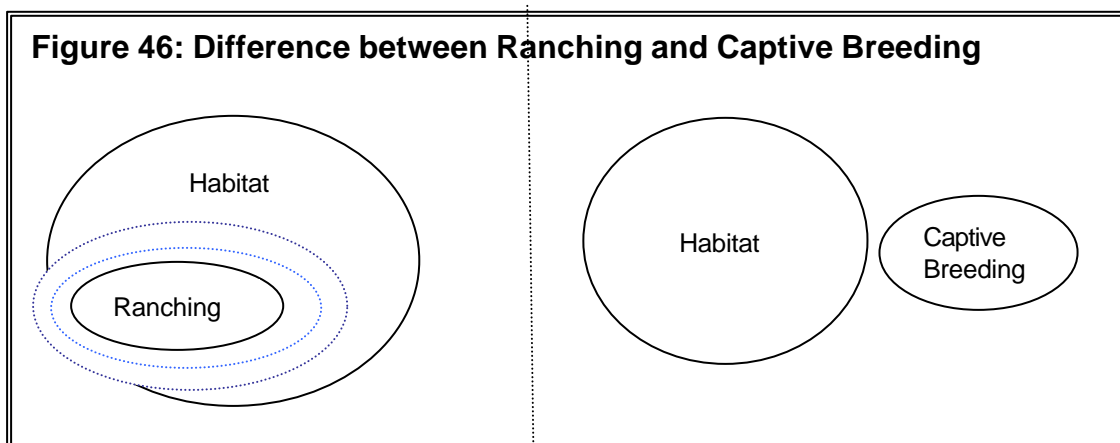 Figure 46: Difference between Ranching and Captive Breeding
Habitat
Ranching
Habitat
Captive
Breeding